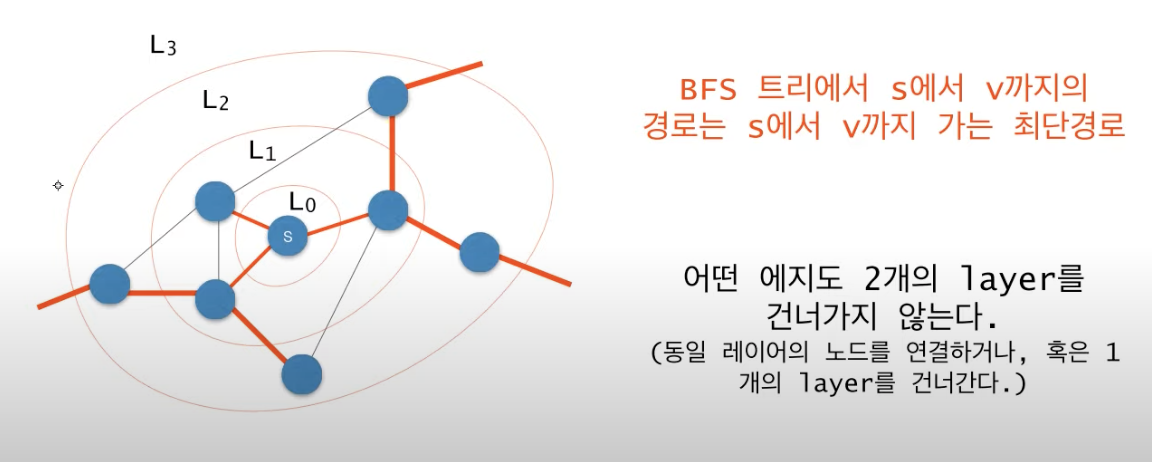 L3
L2
L1
L0
S
BFS 트리에서 s에서 v까지의
경로는 s에서 v까지 가는 최단경로
어떤 에지도 2개의 layer를
건너가지 않는다.
(동일 레이어의 노드를 연결하거나, 혹은 1
개의 layer를 건너간다.)